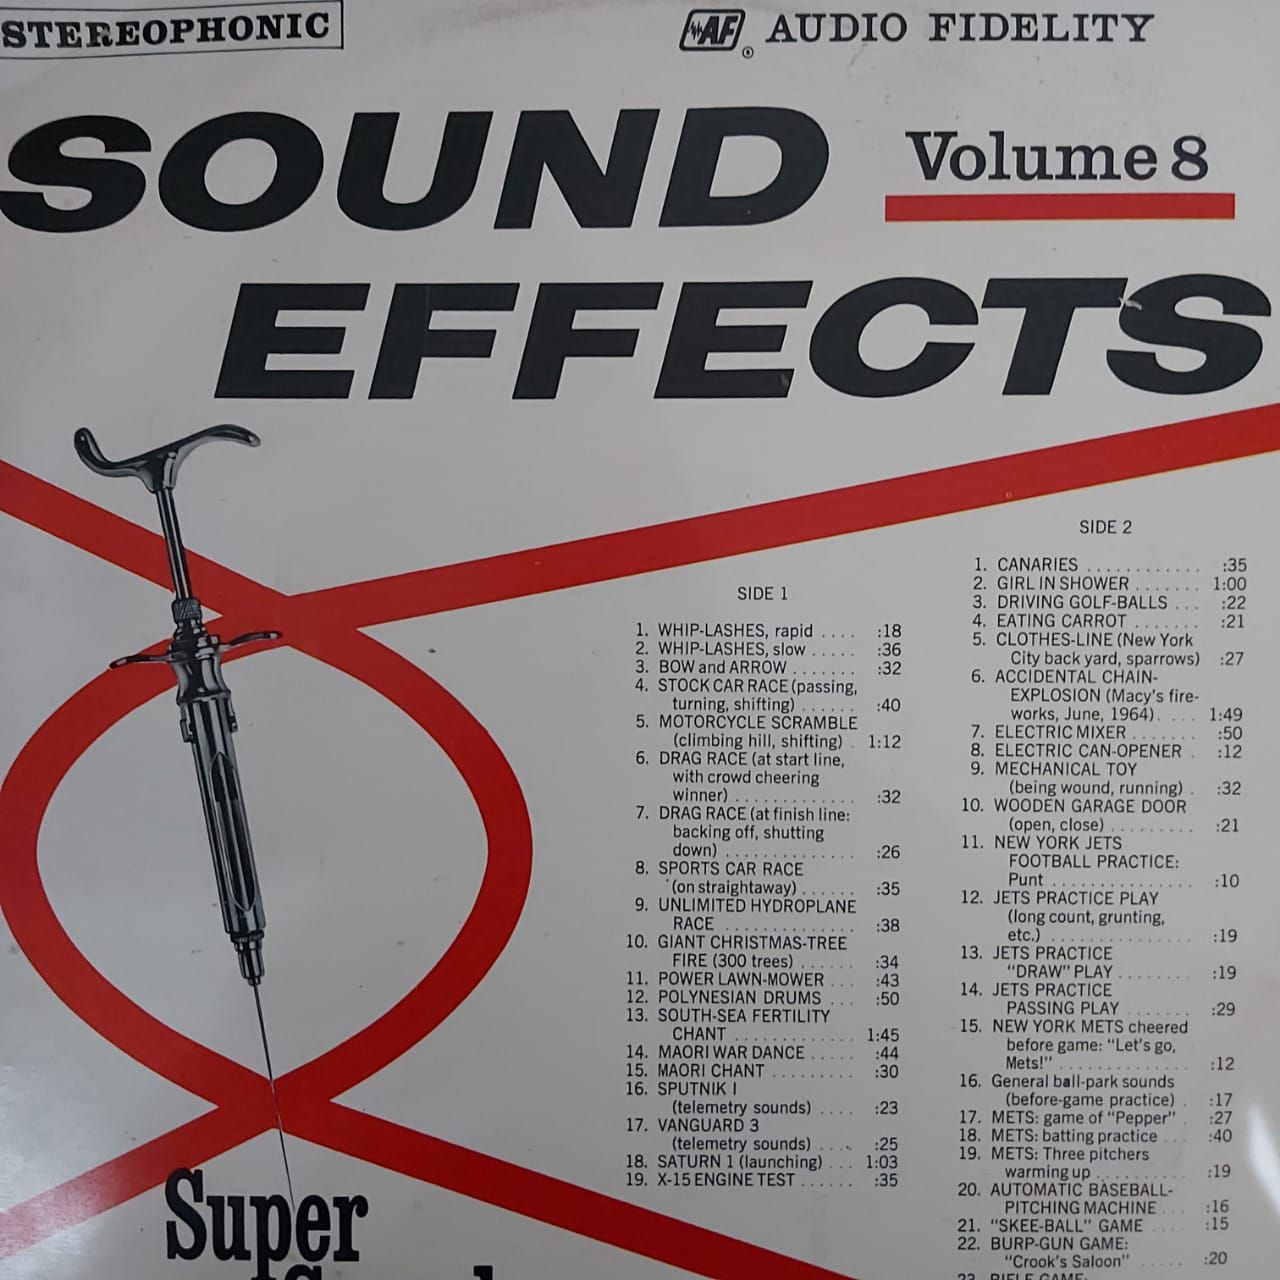 STEREOPHONIC
AF AUDIO FIDELITY
SOUND
Volume 8
EFFECTS
SIDE 1
1. WHIP-LASHES, rapid .... :18
2. WHIP-LASHES, slow ..... :36
3. BOW and ARROW ....... :32
4. STOCK CAR RACE (passing,
turning, shifting) ...... :40
5. MOTORCYCLE SCRAMBLE
(climbing hill, shifting) . 1:12
6. DRAG RACE (at start line,
with crowd cheering
winner) ............. :32
7. DRAG RACE (at finish line:
backing off, shutting
down) .............. :26
8. SPORTS CAR RACE
(on straightaway) ...... :35
9. UNLIMITED HYDROPLANE
RACE .............. :38
10. GIANT CHRISTMAS-TREE
FIRE (300 trees) ...... :34
11. POWER LAWN-MOWER ... :43
12. POLYNESIAN DRUMS ... :50
13. SOUTH-SEA FERTILITY
CHANT ............. 1:45
14. MAORI WAR DANCE ..... :44
15. MAORI CHANT ......... :30
16. SPUTNIK I
(telemetry sounds) .... :23
17. VANGUARD 3
(telemetry sounds) .... :25
18. SATURN 1 (launching) ... 1:03
19. X-15 ENGINE TEST ...... :35
SIDE 2
1. CANARIES ............ :35
2. GIRL IN SHOWER ....... 1:00
3. DRIVING GOLF-BALLS ... :22
4. EATING CARROT ....... :21
5. CLOTHES-LINE (New York
City back yard, sparrows) :27
6. ACCIDENTAL CHAIN-
EXPLOSION (Macy's fire-
works, June, 1964) .... 1:49
7. ELECTRIC MIXER ....... :50
8. ELECTRIC CAN-OPENER . :12
9. MECHANICAL TOY
(being wound, running) . :32
10. WOODEN GARAGE DOOR
(open, close) ......... :21
11. NEW YORK JETS
FOOTBALL PRACTICE:
Punt ............... :10
12. JETS PRACTICE PLAY
(long count, grunting,
etc.) ............... :19
13. JETS PRACTICE
"DRAW" PLAY ........ :19
14. JETS PRACTICE
PASSING PLAY ....... :29
15. NEW YORK METS cheered
before game: "Let's go,
Mets!" .............. :12
16. General ball-park sounds
(before-game practice) . :17
17. METS: game of "Pepper" . :27
18. METS: batting practice ... :40
19. METS: Three pitchers
warming up .......... :19
20. AUTOMATIC BASEBALL-
PITCHING MACHINE ... :16
21. "SKEE-BALL" GAME .... :15
22. BURP-GUN GAME:
"Crook's Saloon" ..... :20
23. RIFLE GAME:
Super